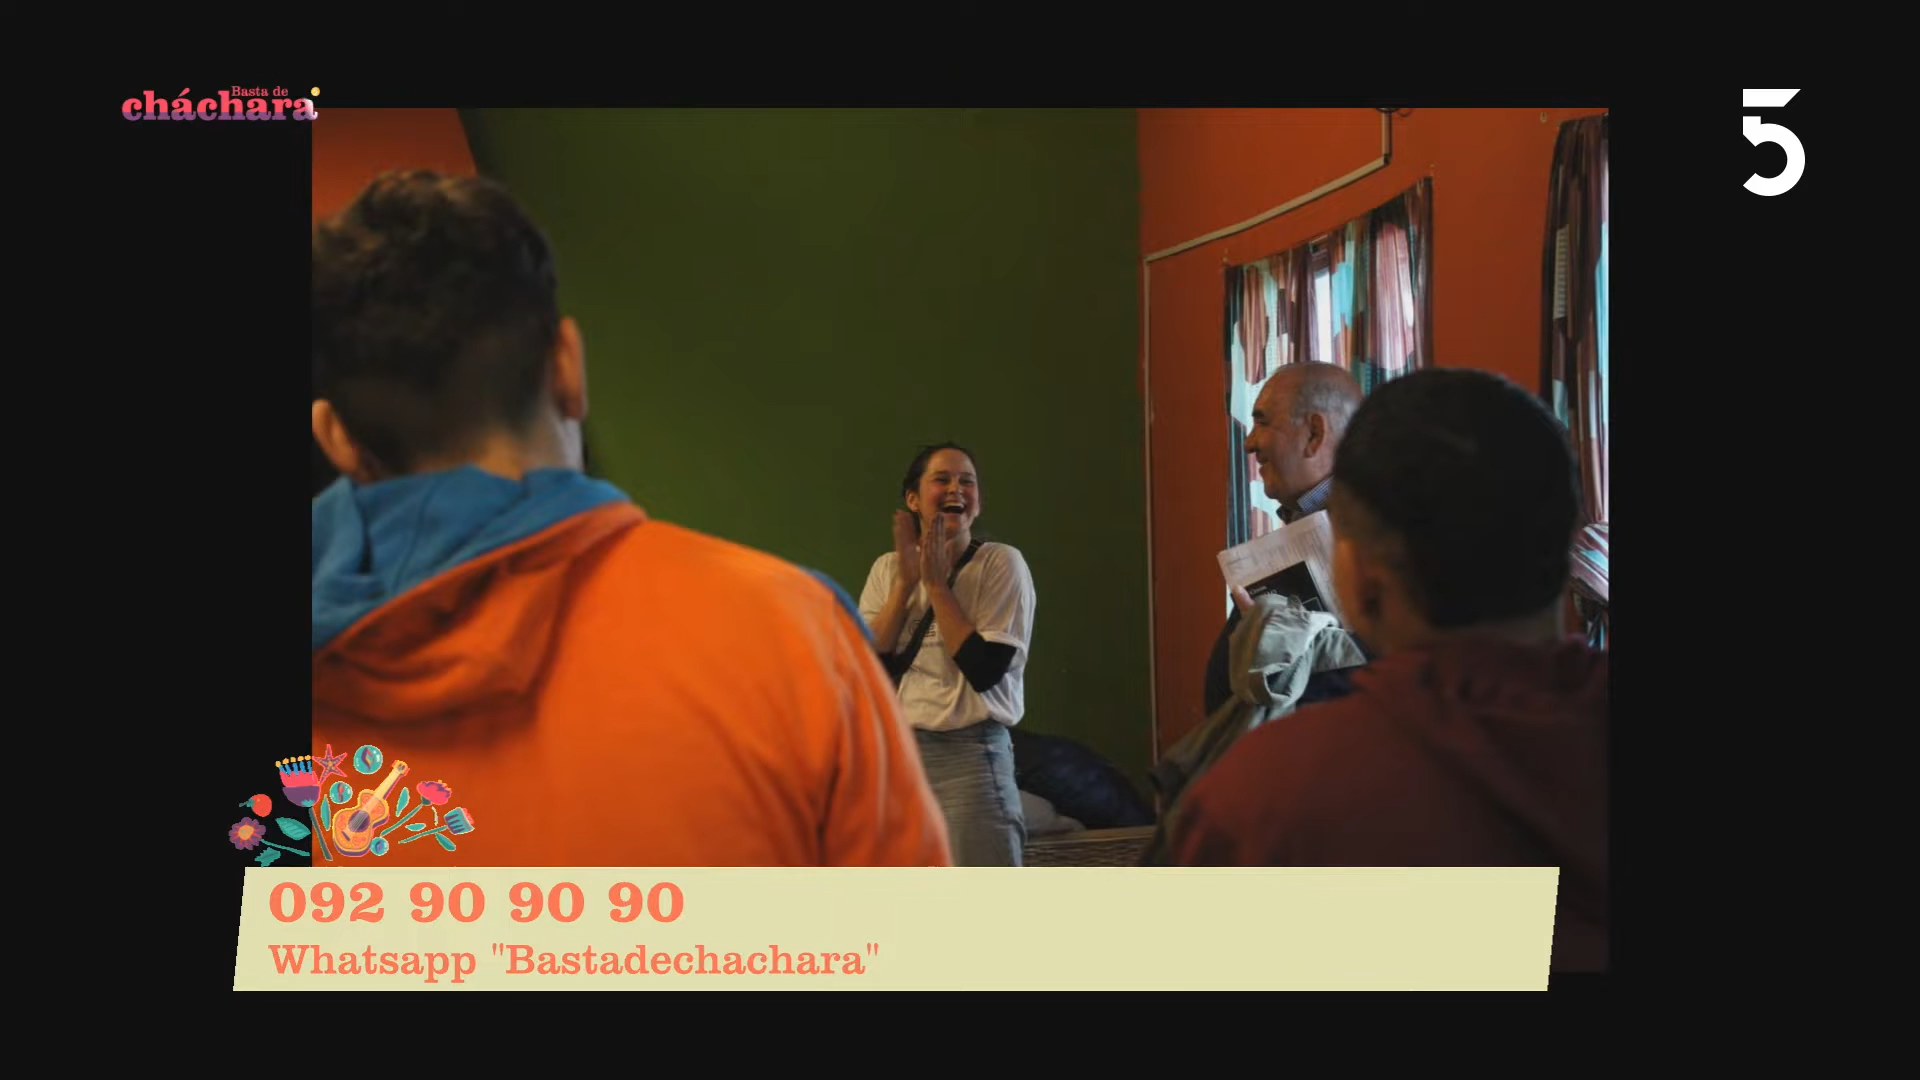 Basta de
cháchara
5
092 90 90 90
Whatsapp "Bastadechachara"